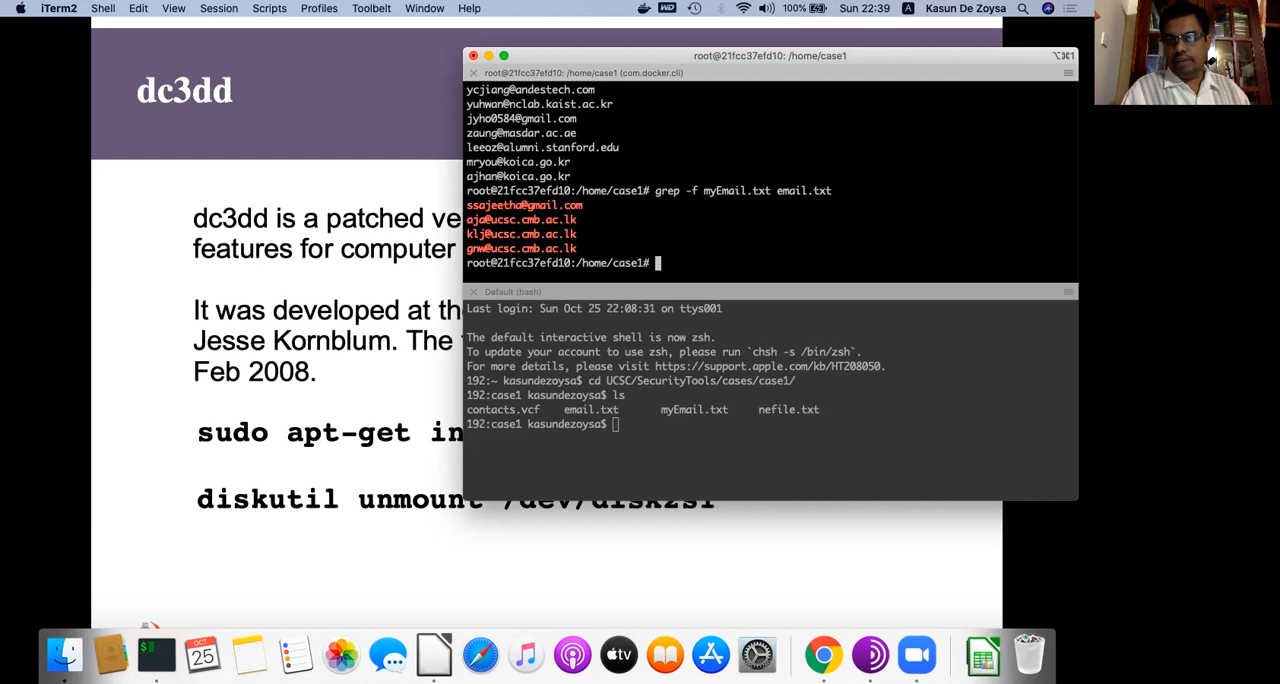 iTerm2 Shell Edit View Session Scripts Profiles Toolbelt Window Help
WD 100% Sun 22:39 A Kasun De Zoysa
dc3dd
root@21fcc37efd10: /home/case1
⌥⌘1
root@21fcc37efd10: /home/case1 (com.docker.cli)
ycjiang@andestech.com
yuhwan@nclab.kaist.ac.kr
jyho0584@gmail.com
zaung@masdar.ac.ae
leeoz@alumni.stanford.edu
mryou@koica.go.kr
ajhan@koica.go.kr
root@21fcc37efd10:/home/case1# grep -f myEmail.txt email.txt
ssajeetha@gmail.com
aja@ucsc.cmb.ac.lk
klj@ucsc.cmb.ac.lk
gnw@ucsc.cmb.ac.lk
root@21fcc37efd10:/home/case1#
Default (bash)
Last login: Sun Oct 25 22:08:31 on ttys001
The default interactive shell is now zsh.
To update your account to use zsh, please run `chsh -s /bin/zsh`.
For more details, please visit https://support.apple.com/kb/HT208050.
192:~ kasundezoysa$ cd UCSC/SecurityTools/cases/case1/
192:case1 kasundezoysa$ ls
contacts.vcf email.txt myEmail.txt nefile.txt
192:case1 kasundezoysa$
dc3dd is a patched ve
features for computer
It was developed at th
Jesse Kornblum. The
Feb 2008.
sudo apt-get in
diskutil unmount /dev/disk2s1
OCT
25
$
tv